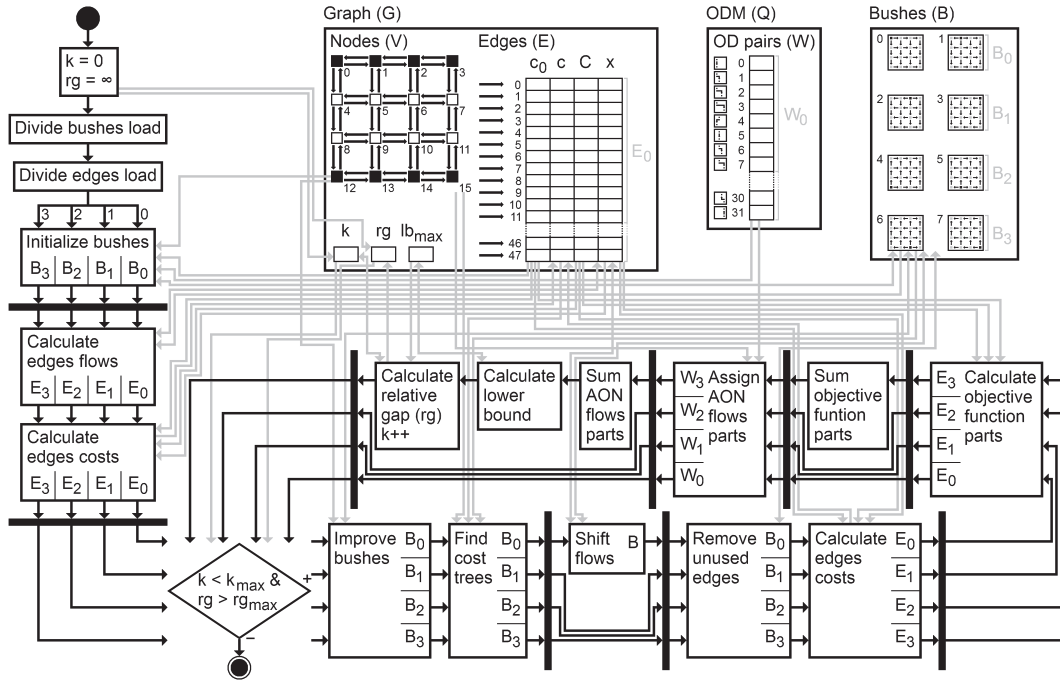 Graph (G)
ODM (Q)
Bushes (B)
Nodes (V)
Edges (E)
OD pairs (W)
c0 c C x
k = 0
rg = ∞
Divide bushes load
Divide edges load
3 2 1 0
Initialize bushes
B3 B2 B1 B0
0 1 2 3
4 5 6 7
8 9 10 11
12 13 14 15
k rg lbmax
0
1
2
3
4
5
6
7
8
9
10
11
46
47
E0
0
1
2
3
4
5
6
7
30
31
W0
0 1 B0
2 3 B1
4 5 B2
6 7 B3
Calculate
edges flows
E3 E2 E1 E0
Calculate
edges costs
E3 E2 E1 E0
Calculate
relative
gap (rg)
k++
Calculate
lower
bound
Sum
AON
flows
parts
W3 Assign
W2 AON
flows
W1 parts
W0
Sum
objective
funtion
parts
E3 Calculate
E2 objective
function
E1 parts
E0
k < kmax &
rg > rgmax
+
−
Improve
bushes
B0
B1
B2
B3
Find
cost
trees
B0
B1
B2
B3
Shift
flows
B
Remove
unused
edges
B0
B1
B2
B3
Calculate
edges
costs
E0
E1
E2
E3